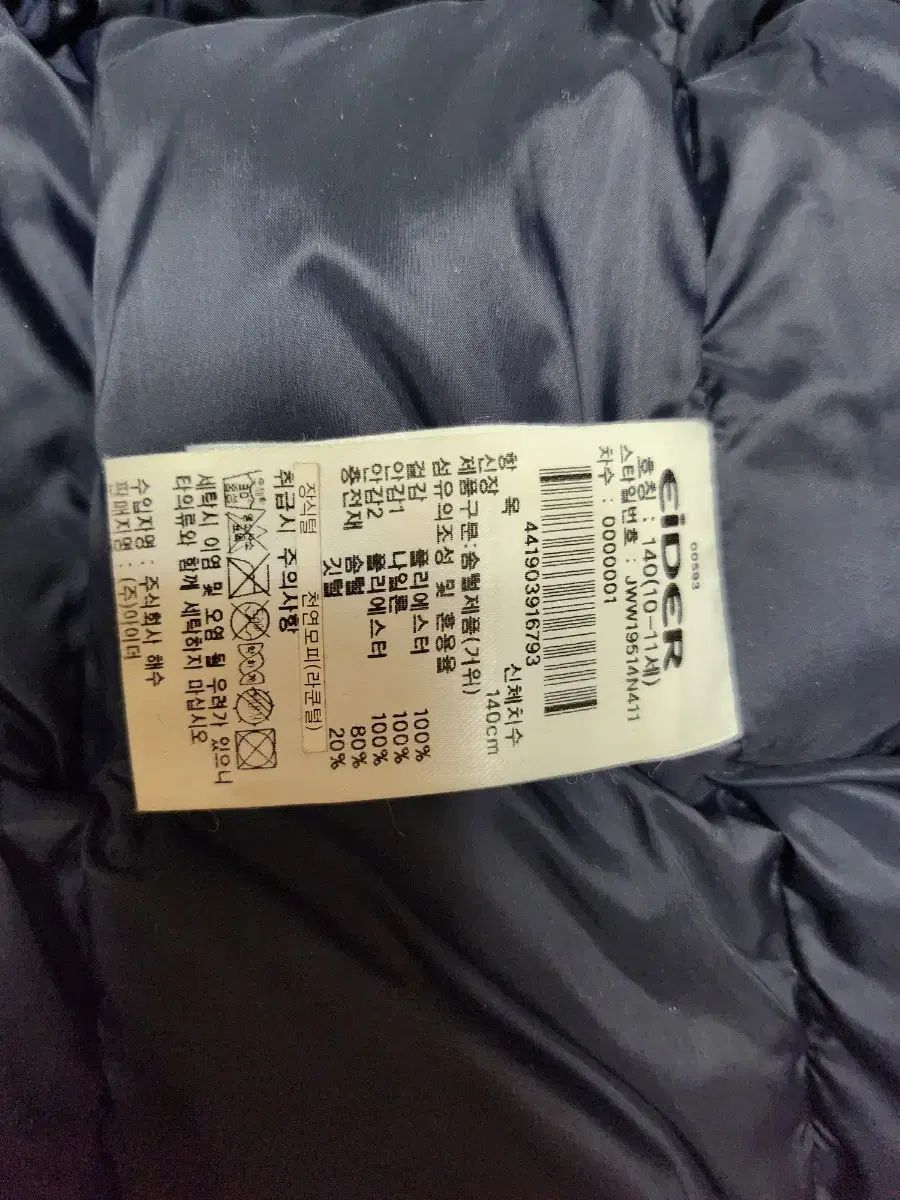 00593
EiDER
호칭 : 140(10-11세)
스타일번호 : JWW19514N411
차수 : 0000001
441903916793
항 목 신체치수
신장 140cm
제품구분:솜털제품(거위)
섬유의조성 및 혼용율
겉감 폴리에스터 100%
안감1 나일론 100%
안감2 폴리에스터 100%
충전재 솜털 80%
깃털 20%
장식털 천연모피(라쿤털)
취급시 주의사항
세탁시 이염 및 오염 될 우려가 있으니
타의류와 함께 세탁하지 마십시오
수입자명 : 주식회사 해수
판매자명 : (주)아이더